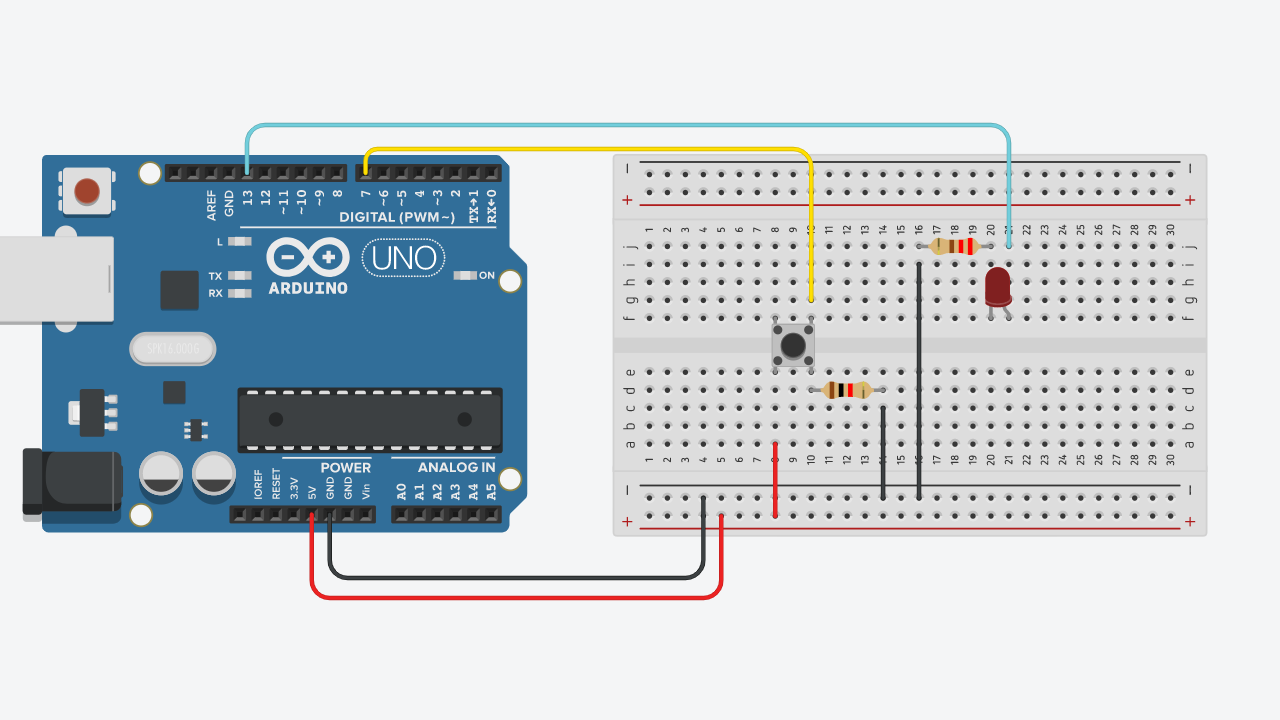 AREF
GND
13
12
~11
~10
~9
8
7
~6
~5
4
~3
2
TX→1
RX←0
DIGITAL (PWM~)
L
TX
RX
ARDUINO
UNO
ON
SPK16.000G
POWER
ANALOG IN
IOREF
RESET
3.3V
5V
GND
GND
Vin
A0
A1
A2
A3
A4
A5
− −
+ +
1 2 3 4 5 6 7 8 9 10 11 12 13 14 15 16 17 18 19 20 21 22 23 24 25 26 27 28 29 30
j j
i i
h h
g g
f f
e e
d d
c c
b b
a a
1 2 3 4 5 6 7 8 9 10 11 12 13 14 15 16 17 18 19 20 21 22 23 24 25 26 27 28 29 30
− −
+ +